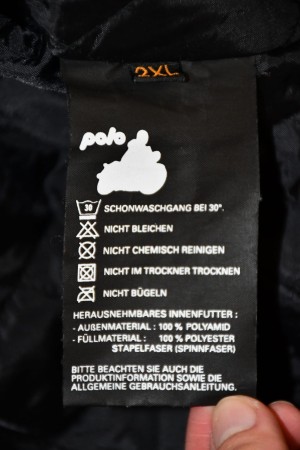 2XL
polo
30 SCHONWASCHGANG BEI 30°.
NICHT BLEICHEN
NICHT CHEMISCH REINIGEN
NICHT IM TROCKNER TROCKNEN
NICHT BÜGELN
HERAUSNEHMBARES INNENFUTTER:
- AUßENMATERIAL: 100 % POLYAMID
- FÜLLMATERIAL: 100 % POLYESTER
STAPELFASER (SPINNFASER)
BITTE BEACHTEN SIE AUCH DIE
PRODUKTINFORMATION SOWIE DIE
ALLGEMEINE GEBRAUCHSANLEITUNG.